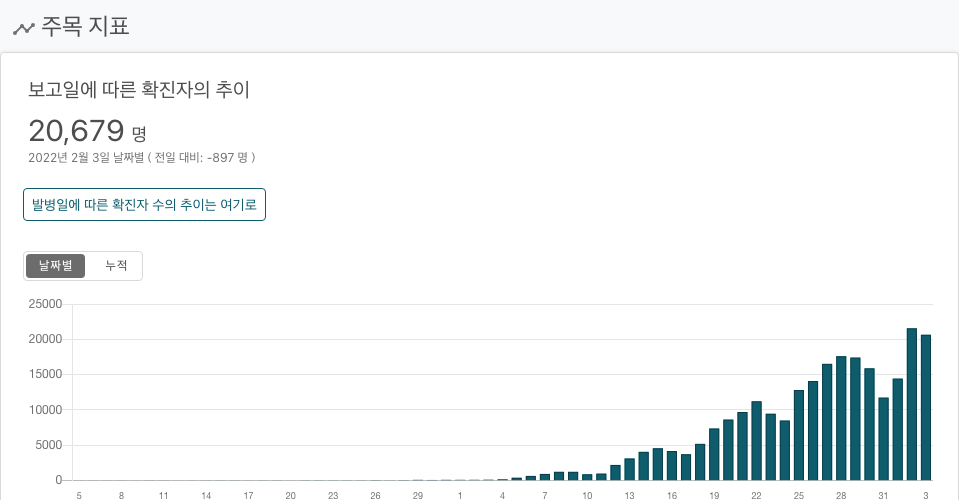 주목 지표
보고일에 따른 확진자의 추이
20,679 명
2022년 2월 3일 날짜별 ( 전일 대비: -897 명 )
발병일에 따른 확진자 수의 추이는 여기로
날짜별 누적
25000
20000
15000
10000
5000
0
5 8 11 14 17 20 23 26 29 1 4 7 10 13 16 19 22 25 28 31 3